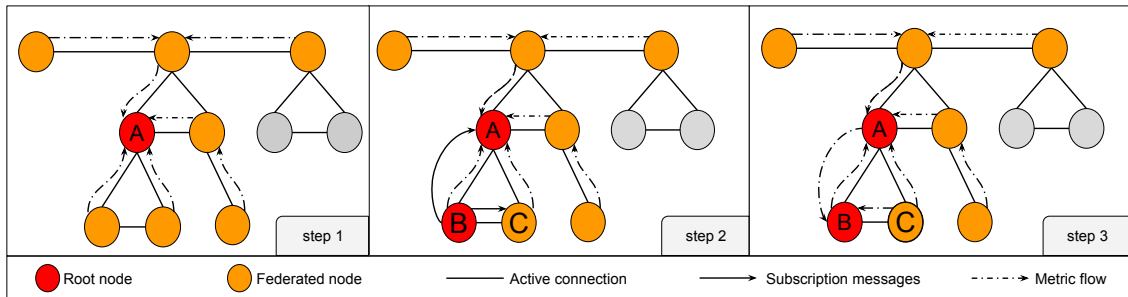 A
step 1
A
B
C
step 2
A
B
C
step 3
Root node
Federated node
Active connection
Subscription messages
Metric flow